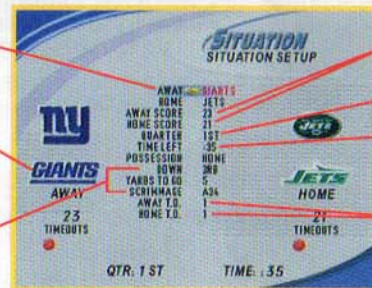 SITUATION
SITUATION SETUP
AWAY GIANTS
HOME JETS
AWAY SCORE 23
HOME SCORE 21
QUARTER 1ST
TIME LEFT :35
POSSESSION HOME
DOWN 3RD
YARDS TO GO 5
SCRIMMAGE A34
AWAY T.O. 1
HOME T.O. 1
ny
GIANTS
AWAY
23
TIMEOUTS
JETS
JETS
HOME
21
TIMEOUTS
QTR: 1 ST TIME: :35